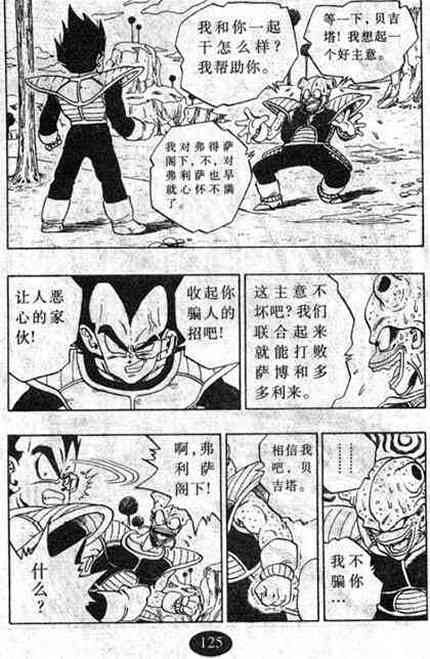 等一下，贝吉
塔！我想起一
个好主意。
我和你一起
干怎么样？
我帮助你。
我对弗得萨
阁下，不，对
弗利萨也早
就心怀不满
了。
这主意不
坏吧？我们
联合起来
就能打败
萨博和多
多利来。
收起你
骗人的
招吧！
让人恶
心的家
伙！
……
我不
骗你
…
相信我
吧，贝
吉塔。
啊，弗
利萨
阁下！
什么？
125